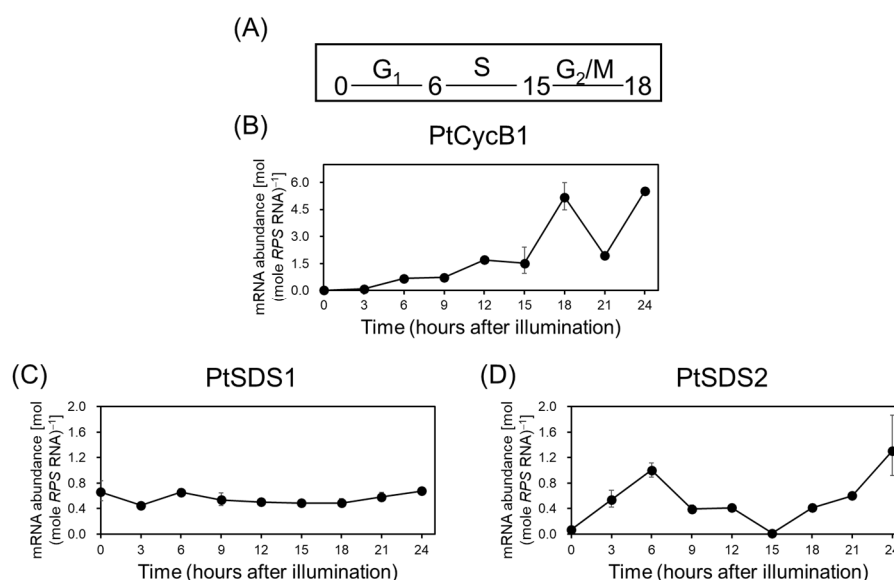 (A)
0 G₁ 6 S 15 G₂/M 18
(B)
PtCycB1
mRNA abundance [mol
(mole RPS RNA)⁻¹]
6.0
4.5
3.0
1.5
0.0
0 3 6 9 12 15 18 21 24
Time (hours after illumination)
(C)
PtSDS1
mRNA abundance [mol
(mole RPS RNA)⁻¹]
2.0
1.6
1.2
0.8
0.4
0.0
0 3 6 9 12 15 18 21 24
Time (hours after illumination)
(D)
PtSDS2
mRNA abundance [mol
(mole RPS RNA)⁻¹]
2.0
1.6
1.2
0.8
0.4
0.0
0 3 6 9 12 15 18 21 24
Time (hours after illumination)